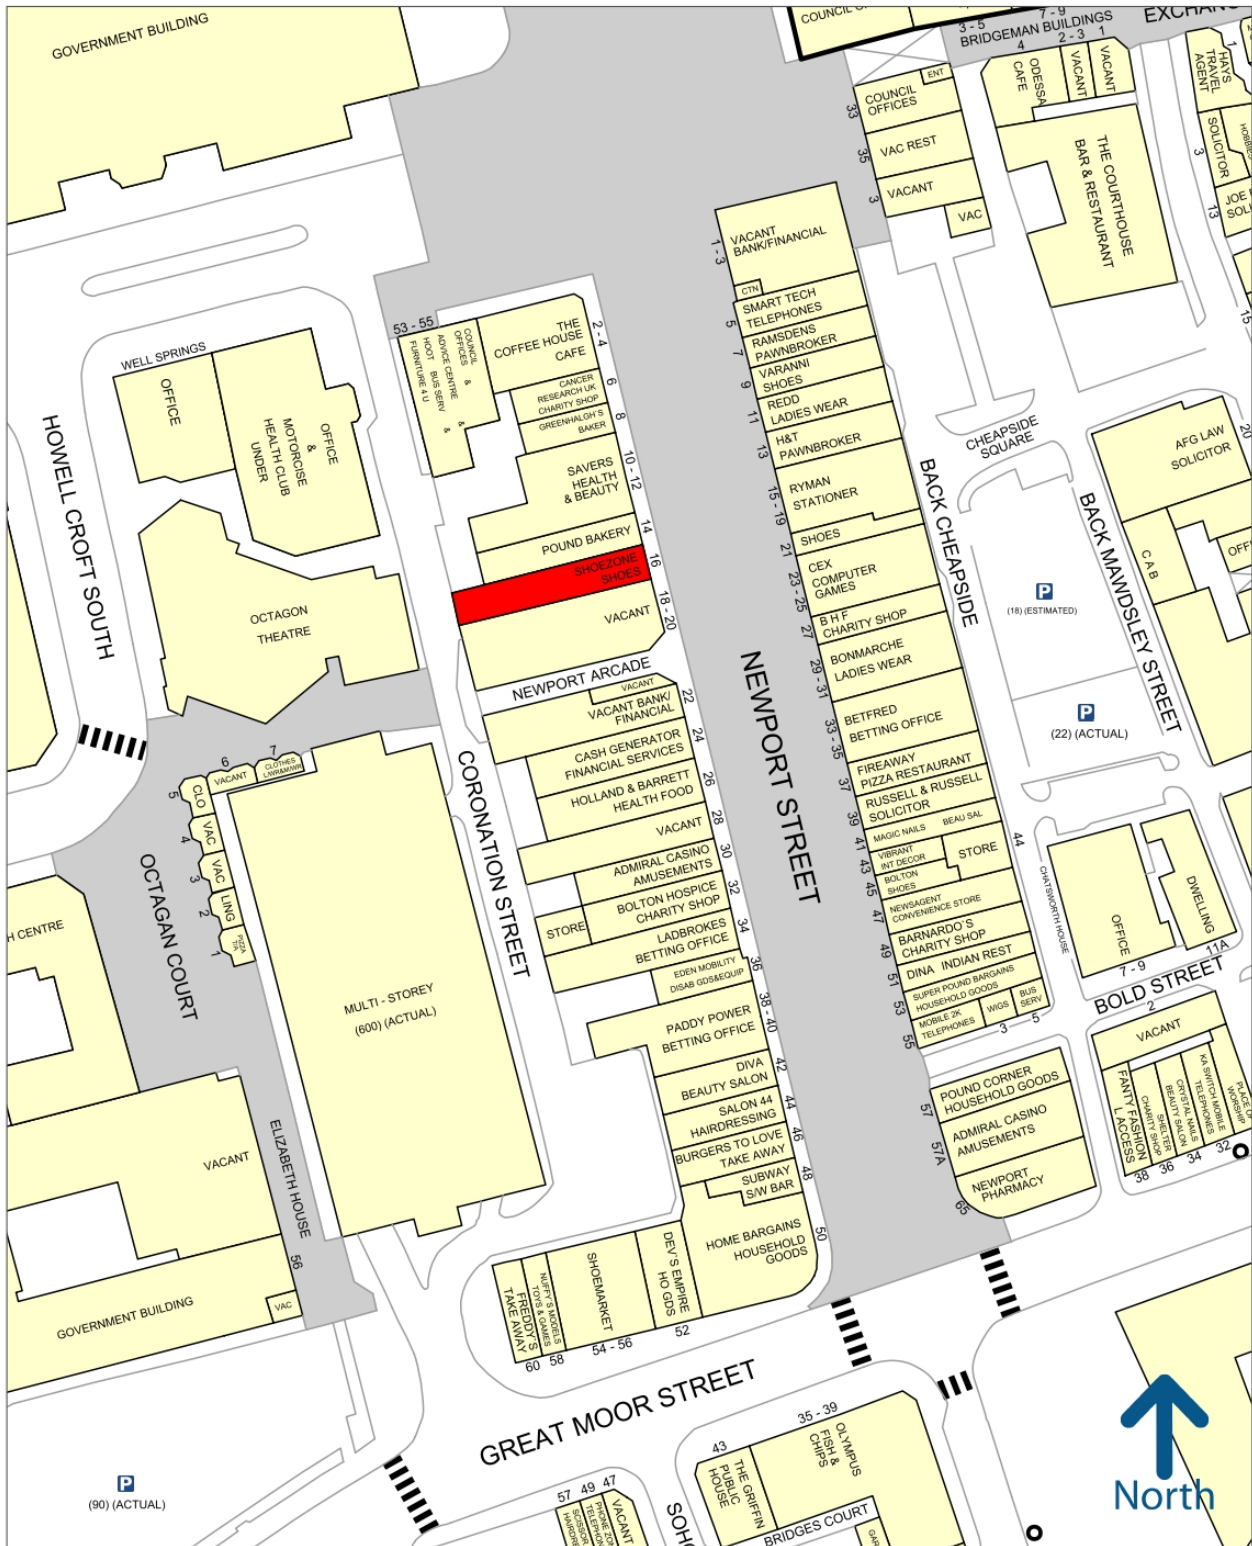 GOVERNMENT BUILDING
COUNCIL
3 - 5
7 - 9
BRIDGEMAN BUILDINGS
4
2 - 3
1
ODESSA
CAFE
VACANT
VACANT
HAYS
TRAVEL
AGENT
1
SOLICITOR
3
13
15
33
ENT
COUNCIL
OFFICES
35
VAC REST
3
VACANT
VAC
THE COURTHOUSE
BAR & RESTAURANT
1 - 3
VACANT
BANK/FINANCIAL
CTN
5
SMART TECH
TELEPHONES
7
RAMSDENS
PAWNBROKER
9
VARANNI
SHOES
11
REDD
LADIES WEAR
13
H&T
PAWNBROKER
15 - 19
RYMAN
STATIONER
21
SHOES
23 - 25
CEX
COMPUTER
GAMES
27
B H F
CHARITY SHOP
29 - 31
BONMARCHE
LADIES WEAR
33 - 35
BETFRED
BETTING OFFICE
37
FIREAWAY
PIZZA RESTAURANT
39
RUSSELL & RUSSELL
SOLICITOR
41
MAGIC NAILS
BEAU SAL
44
43
VIBRANT
INT DECOR
STORE
45
BOLTON
SHOES
47
NEWSAGENT
CONVENIENCE STORE
49
BARNARDO'S
CHARITY SHOP
51
DINA INDIAN REST
53
SUPER POUND BARGAINS
HOUSEHOLD GOODS
55
MOBILE 2K
TELEPHONES
WIGS
BUS
SERV
3
5
57
POUND CORNER
HOUSEHOLD GOODS
57A
ADMIRAL CASINO
AMUSEMENTS
65
NEWPORT
PHARMACY
53 - 55
COUNCIL
OFFICES &
ADVICE CENTRE &
HOOT BUS SERV &
FURNITURE 4 U
THE
COFFEE HOUSE
CAFE
2 - 4
CANCER
RESEARCH UK
CHARITY SHOP
6
GREENHALGH'S
BAKER
8
SAVERS
HEALTH
& BEAUTY
10 - 12
POUND BAKERY
14
SHOEZONE
SHOES
16
VACANT
18 - 20
NEWPORT ARCADE
VACANT
22
VACANT BANK/
FINANCIAL
24
CASH GENERATOR
FINANCIAL SERVICES
26
HOLLAND & BARRETT
HEALTH FOOD
28
VACANT
30
ADMIRAL CASINO
AMUSEMENTS
32
BOLTON HOSPICE
CHARITY SHOP
STORE
34
LADBROKES
BETTING OFFICE
36
EDEN MOBILITY
DISAB GDS&EQUIP
38 - 40
PADDY POWER
BETTING OFFICE
42
DIVA
BEAUTY SALON
44
SALON 44
HAIRDRESSING
46
BURGERS TO LOVE
TAKE AWAY
48
SUBWAY
S/W BAR
50
HOME BARGAINS
HOUSEHOLD
GOODS
DEV'S EMPIRE
HO GDS
52
SHOEMARKET
54 - 56
NUFFY'S MODELS
TOYS & GAMES
58
FREDDY'S
TAKE AWAY
60
WELL SPRINGS
OFFICE
OFFICE
&
MOTORCISE
HEALTH CLUB
UNDER
HOWELL CROFT SOUTH
OCTAGON
THEATRE
NEWPORT STREET
CORONATION STREET
BACK CHEAPSIDE
CHEAPSIDE
SQUARE
BACK MAWDSLEY STREET
P
(18) (ESTIMATED)
P
(22) (ACTUAL)
20
AFG LAW
SOLICITOR
C A B
7
CLOTHES
6
VACANT
5
CLO
4
VAC
3
VAC
2
LING
1
PIZZA
T/A
OCTAGAN COURT
H CENTRE
MULTI - STOREY
(600) (ACTUAL)
VACANT
ELIZABETH HOUSE
56
GOVERNMENT BUILDING
VAC
CHATSWORTH HOUSE
OFFICE
7 - 9
DWELLING
11A
BOLD STREET
2
VACANT
FANTY FASHION
L ACCESS
38
SHELTER
CHARITY SHOP
36
CRYSTAL NAILS
BEAUTY SALON
34
KA SWITCH MOBILE
TELEPHONES
32
PLACE OF
WORSHIP
GREAT MOOR STREET
P
(90) (ACTUAL)
57
49
47
VACANT
SOHO
43
THE GRIFFIN
PUBLIC
HOUSE
35 - 39
OLYMPUS
FISH &
CHIPS
BRIDGES COURT
North